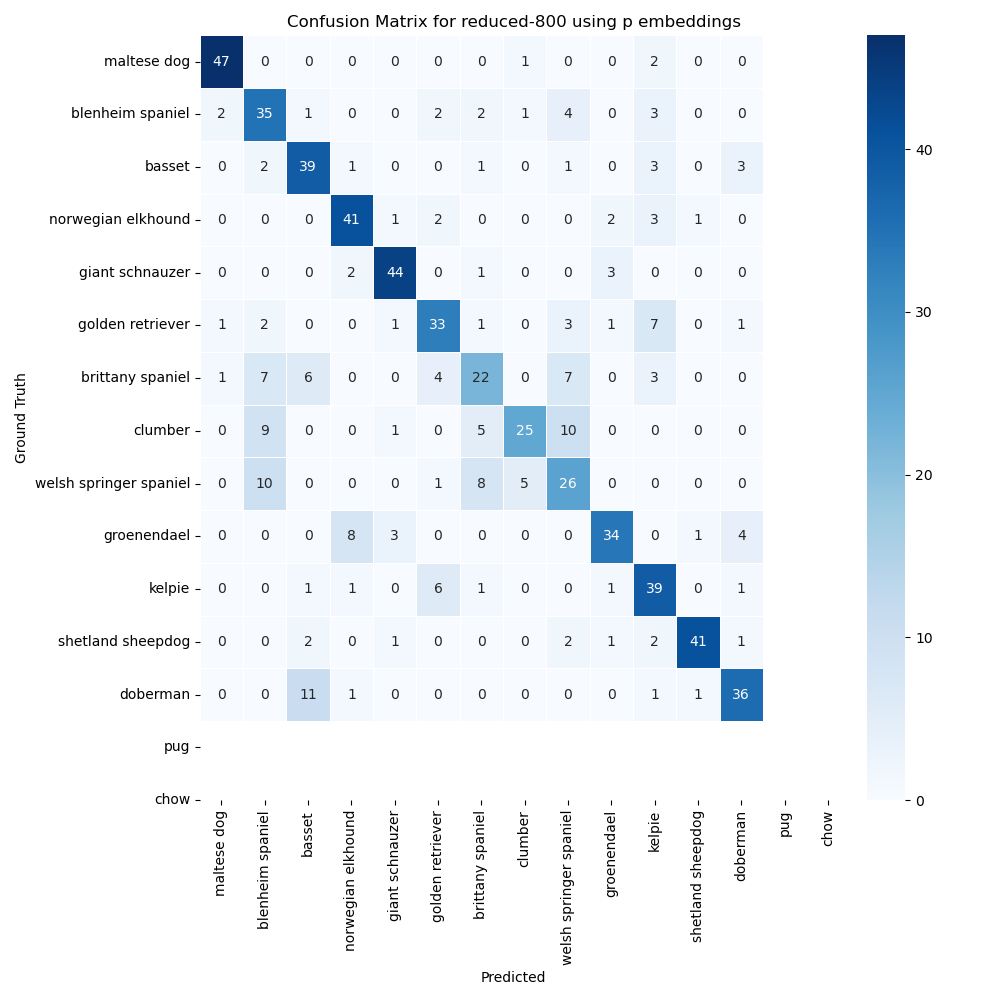 Confusion Matrix for reduced-800 using p embeddings
maltese dog 47 0 0 0 0 0 0 1 0 0 2 0 0
blenheim spaniel 2 35 1 0 0 2 2 1 4 0 3 0 0
basset 0 2 39 1 0 0 1 0 1 0 3 0 3
norwegian elkhound 0 0 0 41 1 2 0 0 0 2 3 1 0
giant schnauzer 0 0 0 2 44 0 1 0 0 3 0 0 0
golden retriever 1 2 0 0 1 33 1 0 3 1 7 0 1
brittany spaniel 1 7 6 0 0 4 22 0 7 0 3 0 0
clumber 0 9 0 0 1 0 5 25 10 0 0 0 0
welsh springer spaniel 0 10 0 0 0 1 8 5 26 0 0 0 0
groenendael 0 0 0 8 3 0 0 0 0 34 0 1 4
kelpie 0 0 1 1 0 6 1 0 0 1 39 0 1
shetland sheepdog 0 0 2 0 1 0 0 0 2 1 2 41 1
doberman 0 0 11 1 0 0 0 0 0 0 1 1 36
pug
chow
Ground Truth
maltese dog
blenheim spaniel
basset
norwegian elkhound
giant schnauzer
golden retriever
brittany spaniel
clumber
welsh springer spaniel
groenendael
kelpie
shetland sheepdog
doberman
pug
chow
Predicted
40
30
20
10
0